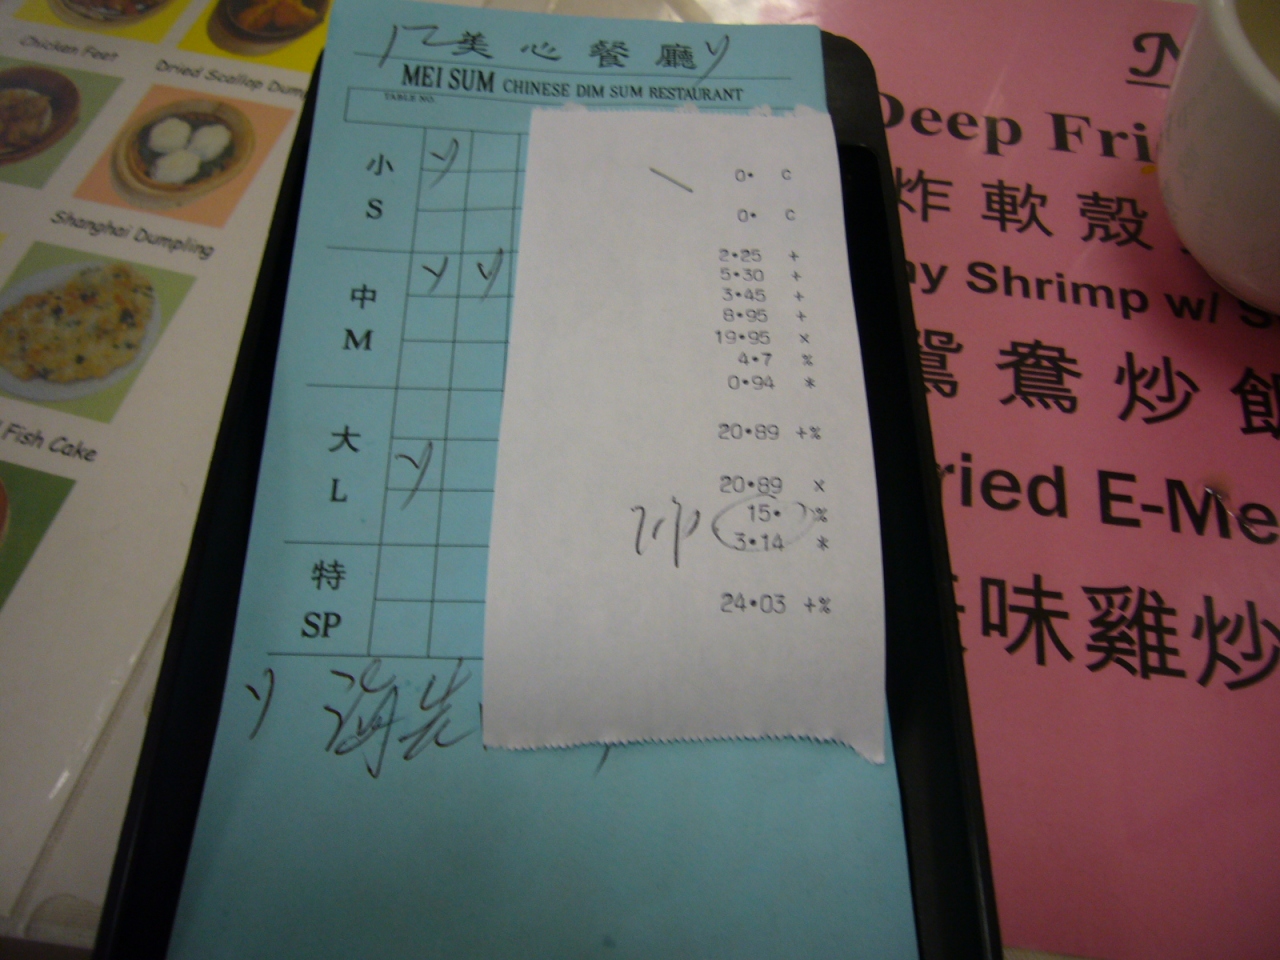 Chicken Feet
Dried Scallop Dump
Shanghai Dumpling
Fish Cake
美心餐廳
MEI SUM CHINESE DIM SUM RESTAURANT
TABLE NO.
小
S
中
M
大
L
特
SP
0• C
0• C
2•25 +
5•30 +
3•45 +
8•95 +
19•95 x
4•7 %
0•94 *
20•89 +%
20•89 x
15• %
3•14 *
24•03 +%
Deep Fri
炸軟殼
Shrimp w/ S
鴛鴦炒飯
ried E-Me
味雞炒